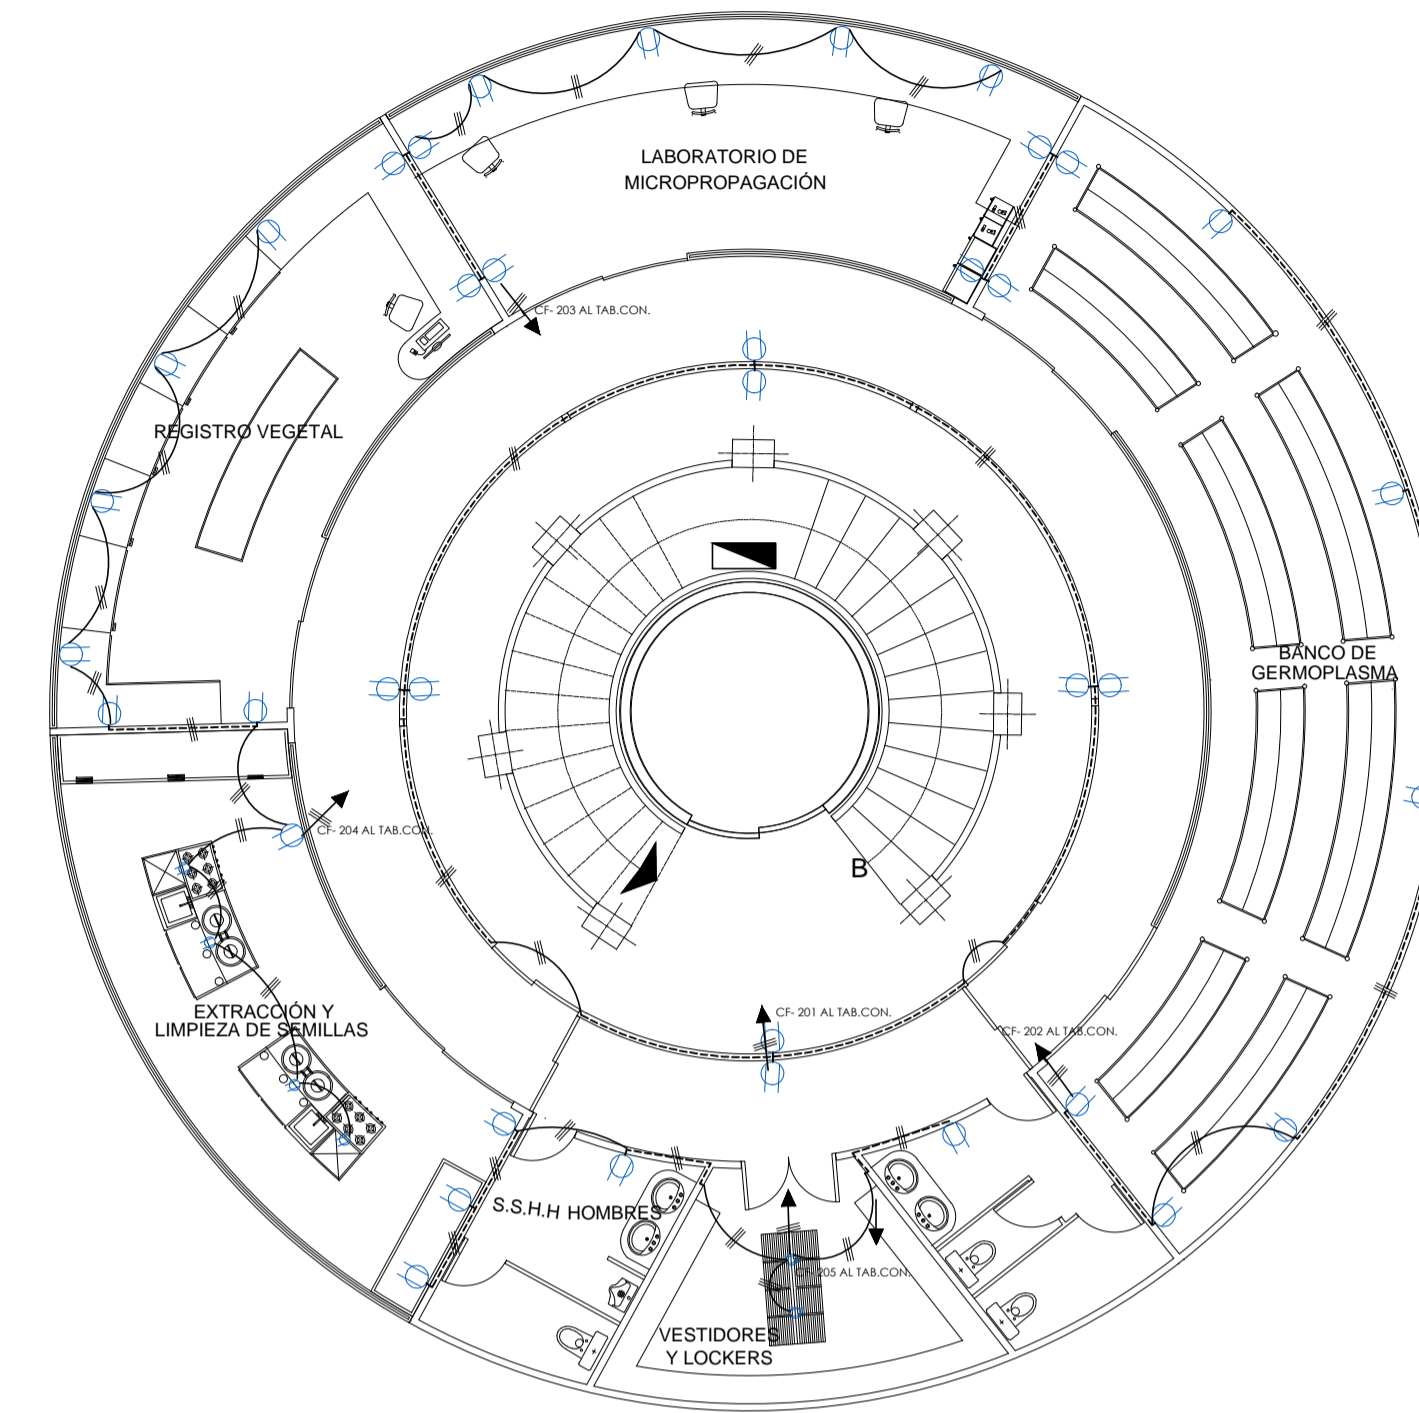 LABORATORIO DE
MICROPROPAGACIÓN
CF- 203 AL TAB.CON.
REGISTRO VEGETAL
BANCO DE
GERMOPLASMA
CF- 204 AL TAB.CON.
B
EXTRACCIÓN Y
LIMPIEZA DE SEMILLAS
CF- 201 AL TAB.CON.
CF- 202 AL TAB.CON.
S.S.H.H HOMBRES
CF- 205 AL TAB.CON.
VESTIDORES
Y LOCKERS